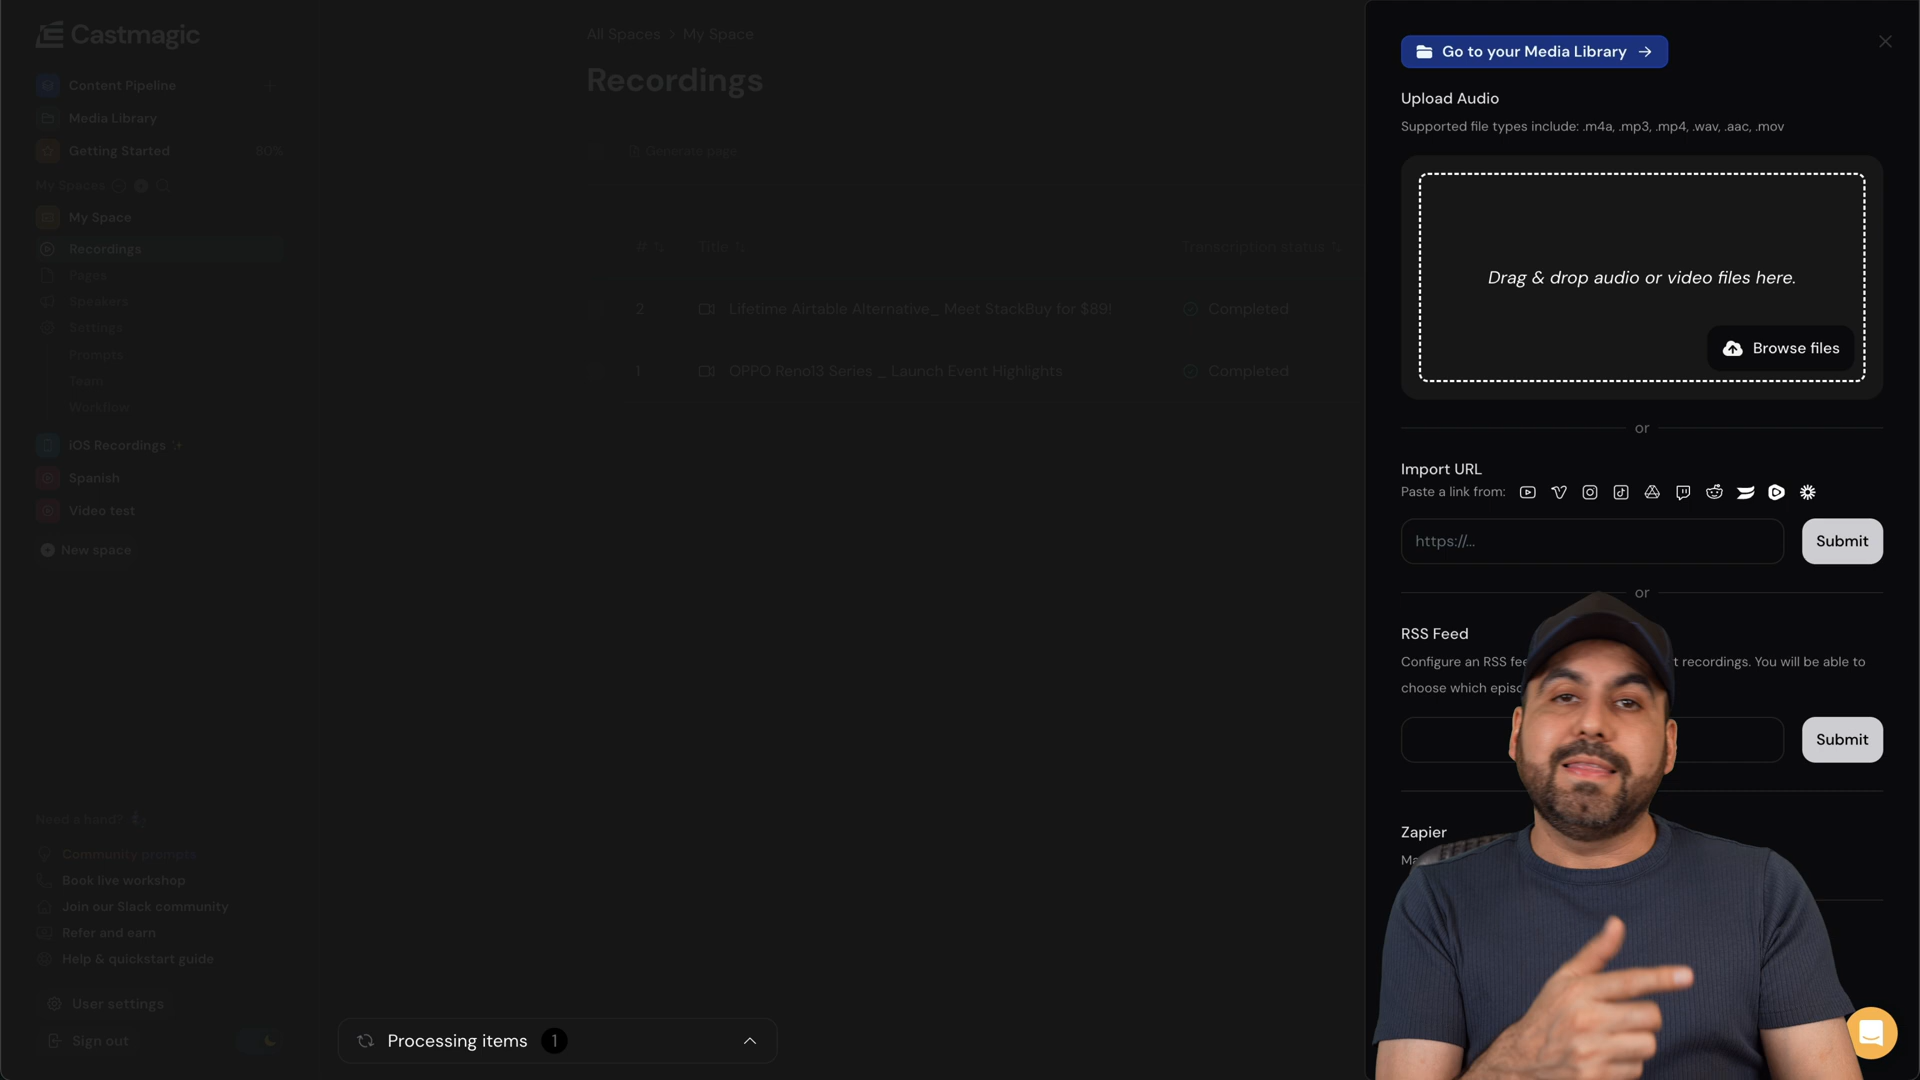 Castmagic
Content Pipeline
Media Library
Getting Started 80%
My Spaces
My Space
Recordings
Pages
Speakers
Settings
Prompts
Team
Workflow
iOS Recordings
Spanish
Video test
New space
Need a hand?
Community prompts
Book live workshop
Join our Slack community
Refer and earn
Help & quickstart guide
User settings
Sign out
All Spaces > My Space
Recordings
Generate page
# Title Transcription status
2 Lifetime Airtable Alternative_ Meet StackBuy for $89! Completed
1 OPPO Reno13 Series _ Launch Event Highlights Completed
Processing items 1
Go to your Media Library →
Upload Audio
Supported file types include: .m4a, .mp3, .mp4, .wav, .aac, .mov
Drag & drop audio or video files here.
Browse files
or
Import URL
Paste a link from:
https://... Submit
or
RSS Feed
Configure an RSS recordings. You will be able to
choose which
Submit
Zapier